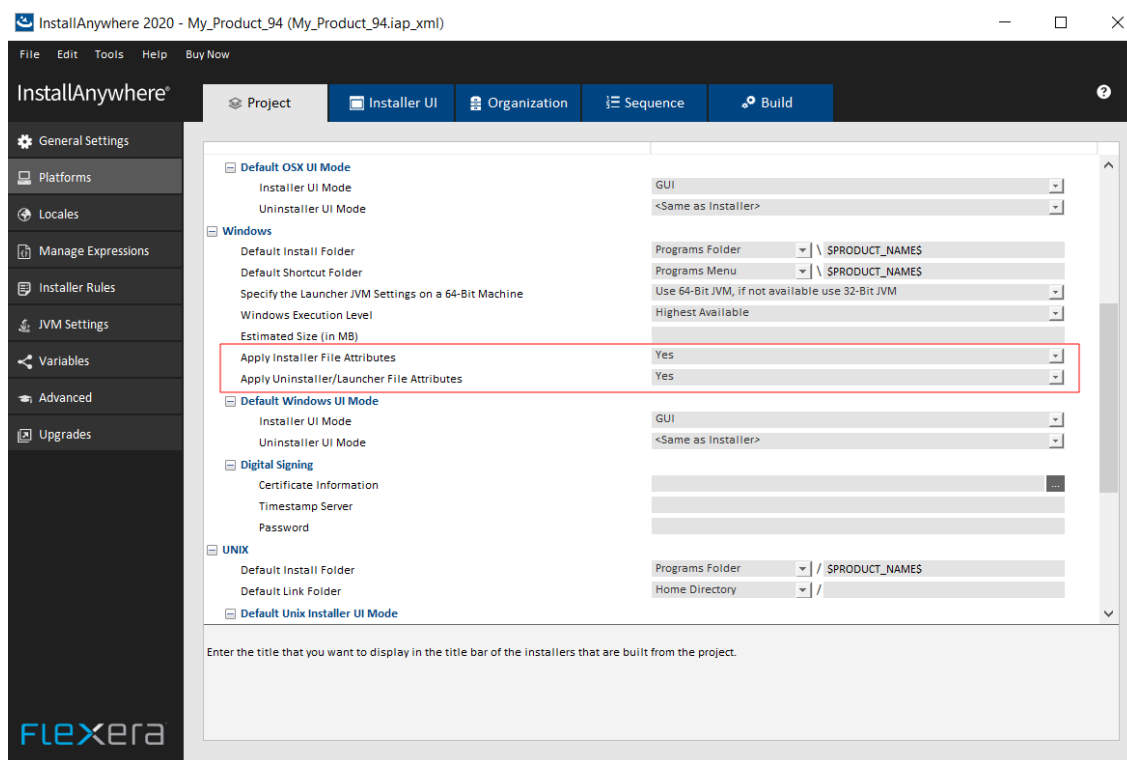 InstallAnywhere 2020 - My_Product_94 (My_Product_94.iap_xml)
File Edit Tools Help Buy Now
InstallAnywhere®
Project Installer UI Organization Sequence Build
General Settings
Platforms
Locales
Manage Expressions
Installer Rules
JVM Settings
Variables
Advanced
Upgrades
Default OSX UI Mode
Installer UI Mode GUI
Uninstaller UI Mode <Same as Installer>
Windows
Default Install Folder Programs Folder \ $PRODUCT_NAME$
Default Shortcut Folder Programs Menu \ $PRODUCT_NAME$
Specify the Launcher JVM Settings on a 64-Bit Machine Use 64-Bit JVM, if not available use 32-Bit JVM
Windows Execution Level Highest Available
Estimated Size (in MB)
Apply Installer File Attributes Yes
Apply Uninstaller/Launcher File Attributes Yes
Default Windows UI Mode
Installer UI Mode GUI
Uninstaller UI Mode <Same as Installer>
Digital Signing
Certificate Information ...
Timestamp Server
Password
UNIX
Default Install Folder Programs Folder / $PRODUCT_NAME$
Default Link Folder Home Directory /
Default Unix Installer UI Mode
Enter the title that you want to display in the title bar of the installers that are built from the project.
FLEXERA